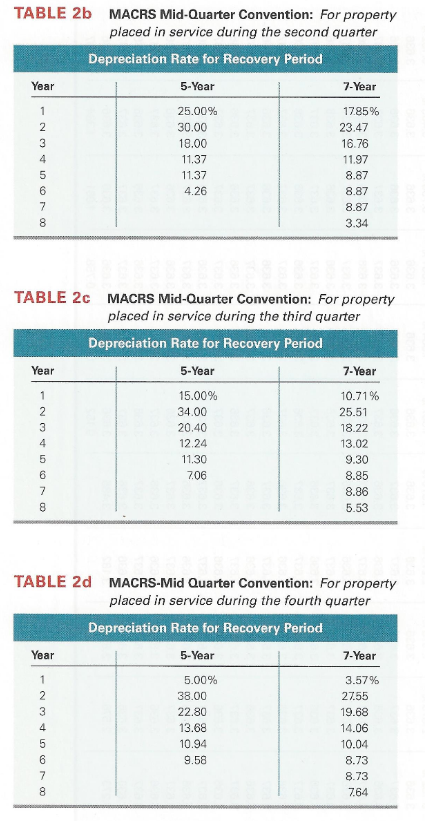 TABLE 2b MACRS Mid-Quarter Convention: For property
placed in service during the second quarter
Depreciation Rate for Recovery Period
Year 5-Year 7-Year
1 25.00% 17.85%
2 30.00 23.47
3 18.00 16.76
4 11.37 11.97
5 11.37 8.87
6 4.26 8.87
7 8.87
8 3.34
TABLE 2c MACRS Mid-Quarter Convention: For property
placed in service during the third quarter
Depreciation Rate for Recovery Period
Year 5-Year 7-Year
1 15.00% 10.71%
2 34.00 25.51
3 20.40 18.22
4 12.24 13.02
5 11.30 9.30
6 7.06 8.85
7 8.86
8 5.53
TABLE 2d MACRS-Mid Quarter Convention: For property
placed in service during the fourth quarter
Depreciation Rate for Recovery Period
Year 5-Year 7-Year
1 5.00% 3.57%
2 38.00 27.55
3 22.80 19.68
4 13.68 14.06
5 10.94 10.04
6 9.58 8.73
7 8.73
8 7.64